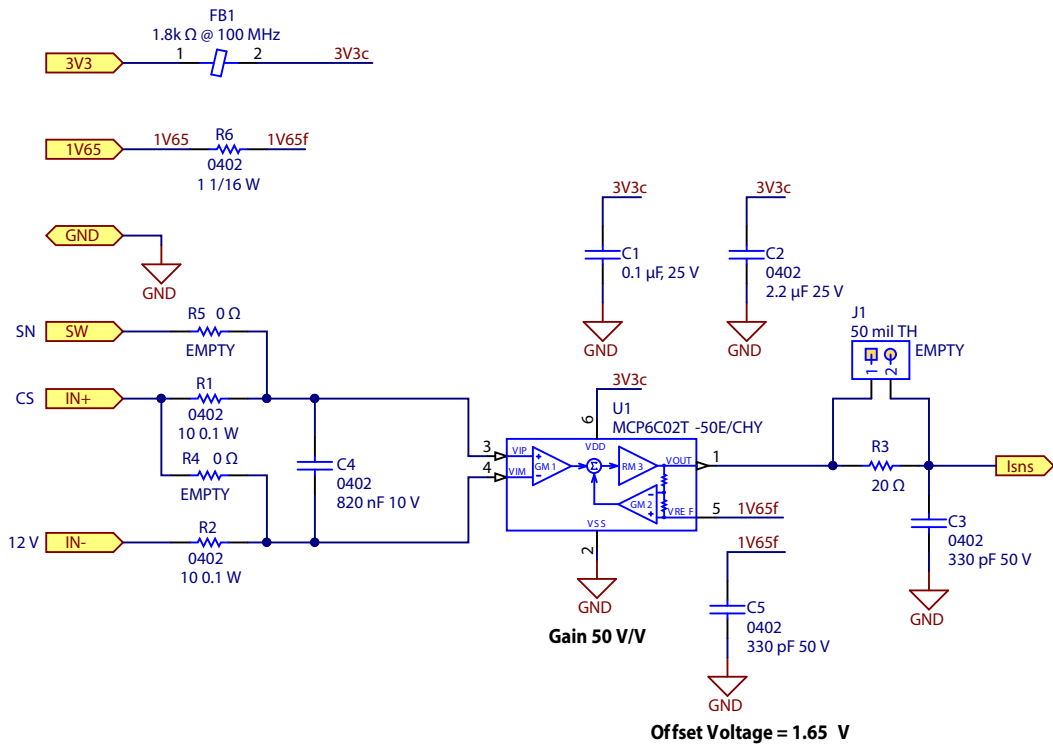 FB1
1.8k Ω @ 100 MHz
3V3 1 2 3V3c
1V65 1V65 R6 1V65f
0402
1 1/16 W
GND
GND
3V3c
C1
0.1 µF, 25 V
GND
3V3c
C2
0402
2.2 µF 25 V
GND
J1
50 mil TH
EMPTY
1 2
SN SW R5 0 Ω
EMPTY
CS IN+ R1
0402
10 0.1 W
R4 0 Ω
EMPTY
12 V IN- R2
0402
10 0.1 W
C4
0402
820 nF 10 V
3V3c
U1
MCP6C02T -50E/CHY
6
VDD
3 VIP
4 VIM
GM 1
Σ
RM 3
VOUT 1
GM 2
VRE F 5 1V65f
VSS
2
GND
Gain 50 V/V
1V65f
C5
0402
330 pF 50 V
GND
Offset Voltage = 1.65 V
R3
20 Ω
Isns
C3
0402
330 pF 50 V
GND